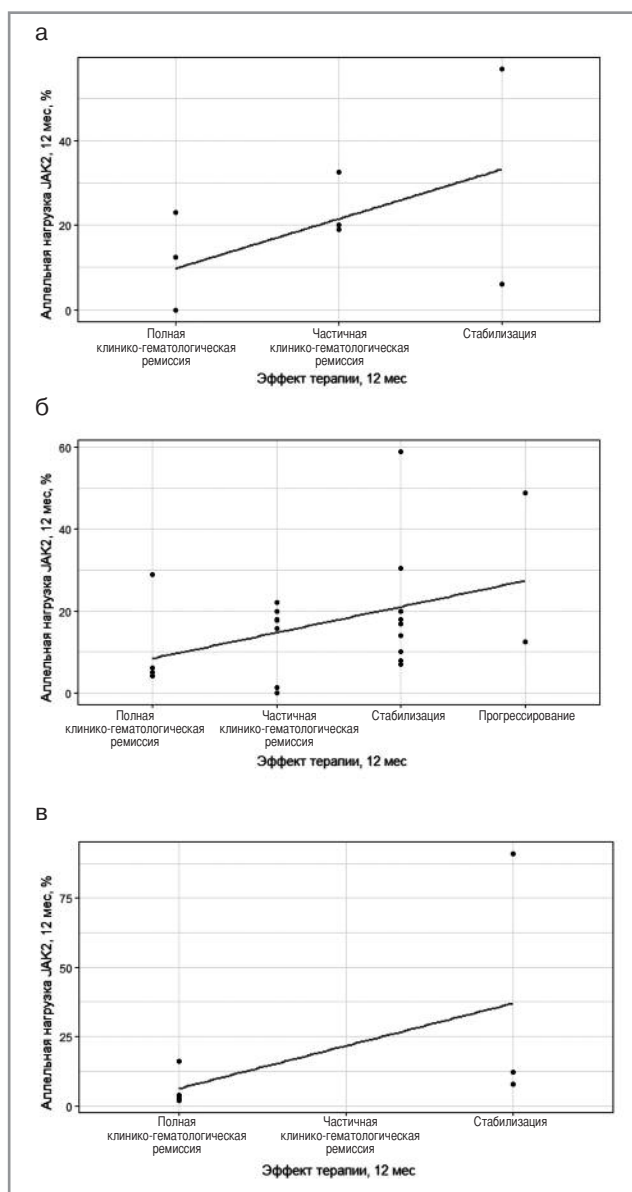 а
Аллельная нагрузка JAK2, 12 мес, %
40
20
0
Полная
клинико-гематологическая
ремиссия
Частичная
клинико-гематологическая
ремиссия
Стабилизация
Эффект терапии, 12 мес
б
Аллельная нагрузка JAK2, 12 мес, %
60
40
20
0
Полная
клинико-гематологическая
ремиссия
Частичная
клинико-гематологическая
ремиссия
Стабилизация
Прогрессирование
Эффект терапии, 12 мес
в
Аллельная нагрузка JAK2, 12 мес, %
75
50
25
0
Полная
клинико-гематологическая
ремиссия
Частичная
клинико-гематологическая
ремиссия
Стабилизация
Эффект терапии, 12 мес